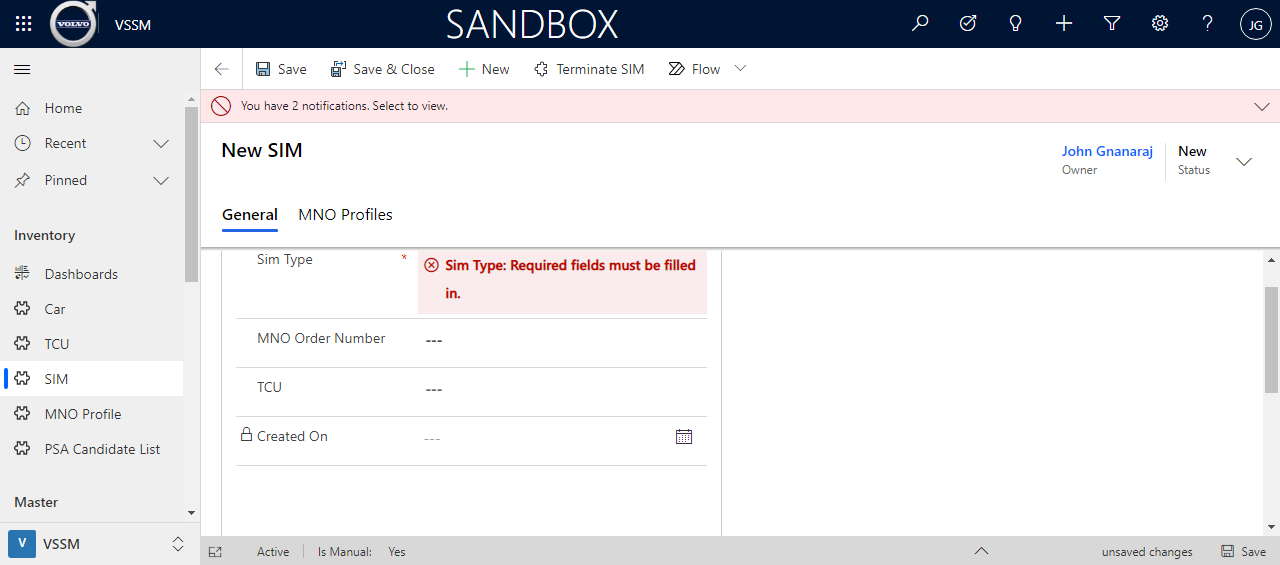 VOLVO
VSSM
SANDBOX
JG
Save
Save & Close
New
Terminate SIM
Flow
You have 2 notifications. Select to view.
Home
Recent
Pinned
Inventory
Dashboards
Car
TCU
SIM
MNO Profile
PSA Candidate List
Master
V
VSSM
New SIM
John Gnanaraj
Owner
New
Status
General
MNO Profiles
Sim Type
*
Sim Type: Required fields must be filled
in.
MNO Order Number
---
TCU
---
Created On
---
Active
Is Manual: Yes
unsaved changes
Save